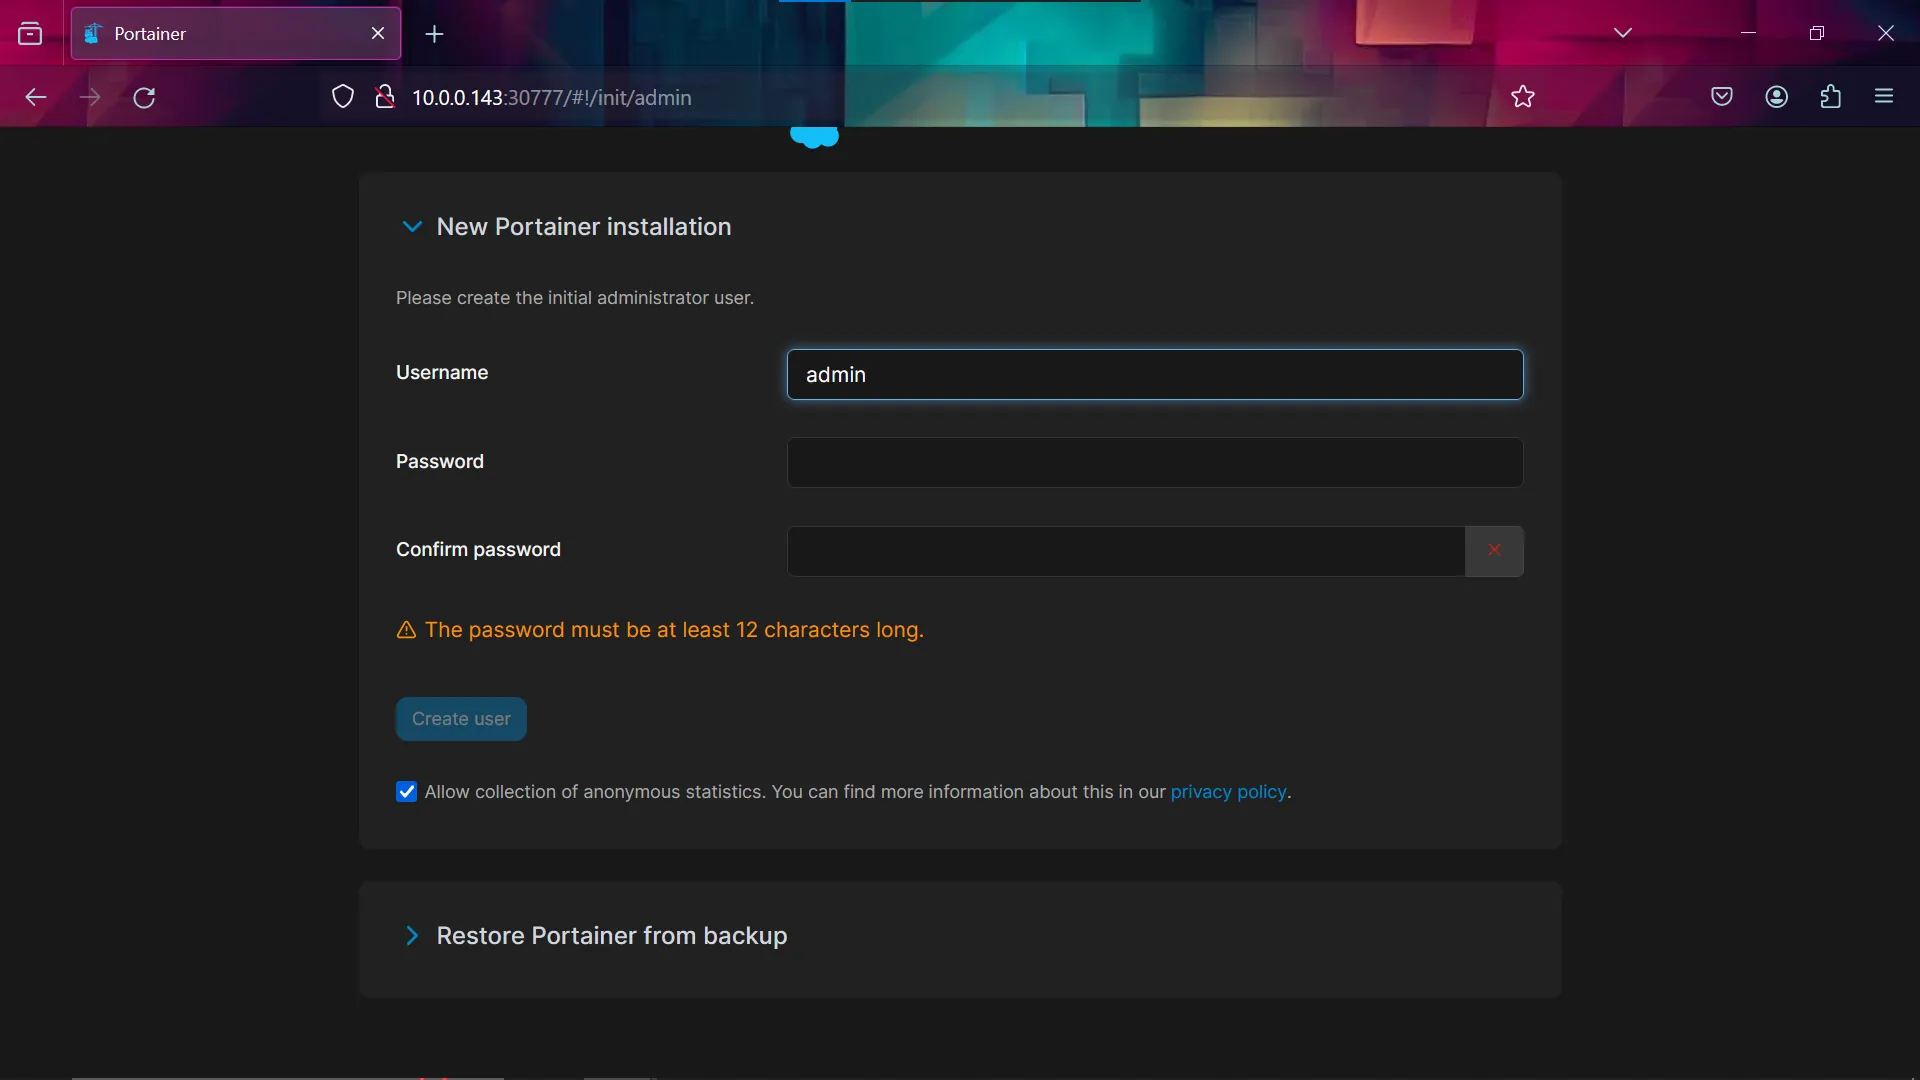 Portainer
10.0.0.143:30777/#!/init/admin
New Portainer installation
Please create the initial administrator user.
Username
admin
Password
Confirm password
The password must be at least 12 characters long.
Create user
Allow collection of anonymous statistics. You can find more information about this in our privacy policy.
Restore Portainer from backup